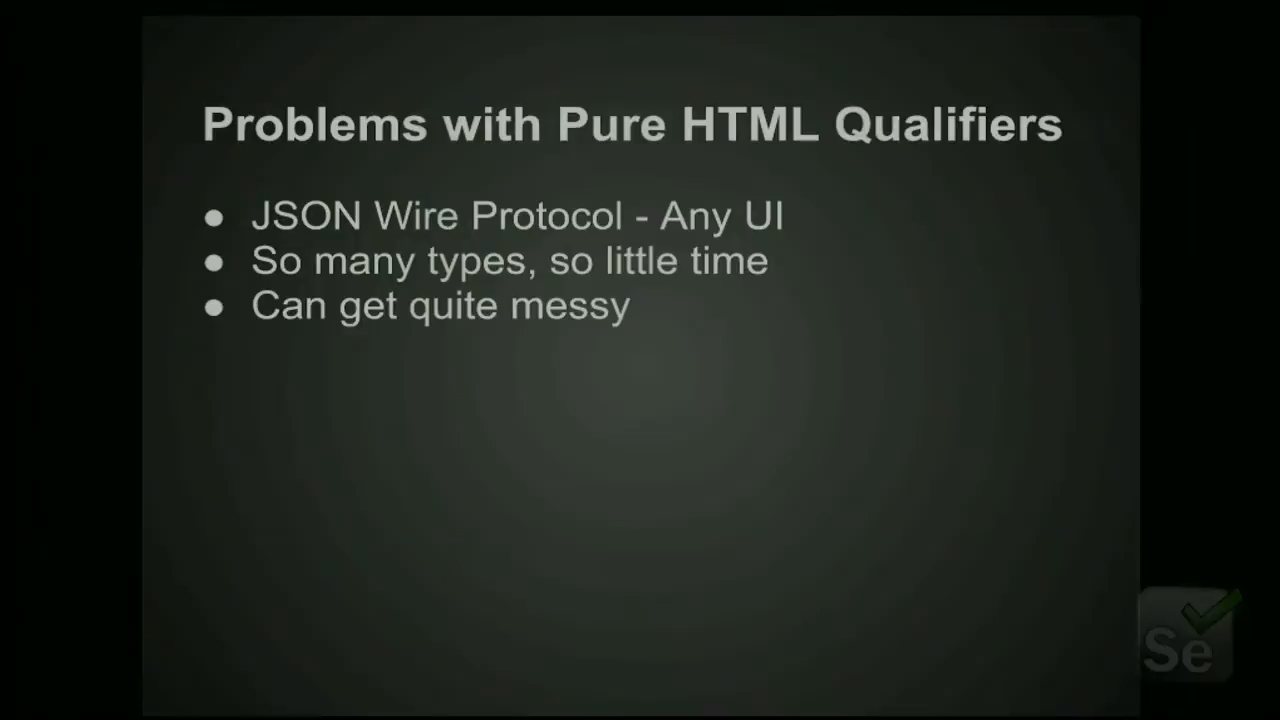 Problems with Pure HTML Qualifiers
● JSON Wire Protocol - Any UI
● So many types, so little time
● Can get quite messy
Se